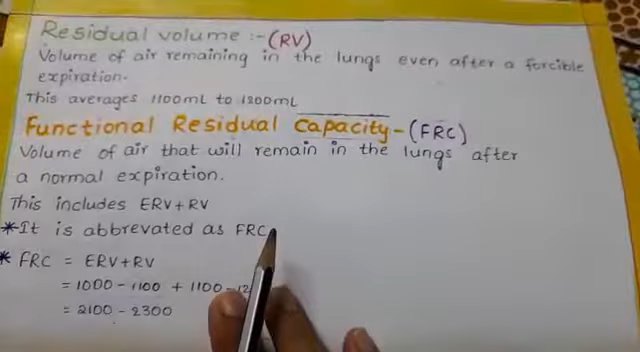 Residual volume :- (RV)
Volume of air remaining in the lungs even after a forcible
expiration.
This averages 1100mL to 1200mL
Functional Residual Capacity - (FRC)
Volume of air that will remain in the lungs after
a normal expiration.
This includes ERV+RV
*It is abbrevated as FRC
* FRC = ERV+RV
= 1000 - 1100 + 1100 - 12
= 2100 - 2300